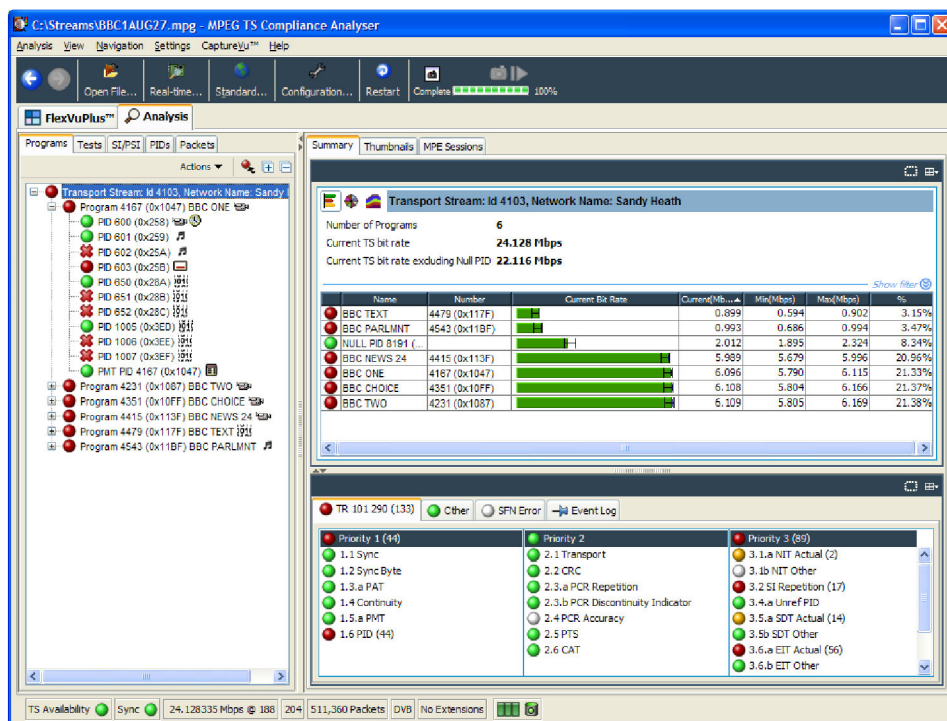 C:\Streams\BBC1AUG27.mpg - MPEG TS Compliance Analyser
Analysis View Navigation Settings CaptureVu™ Help
Open File... Real-time... Standard... Configuration... Restart Complete 100%
FlexVuPlus™ Analysis
Programs Tests SI/PSI PIDs Packets
Actions
Transport Stream: Id 4103, Network Name: Sandy H
Program 4167 (0x1047) BBC ONE
PID 600 (0x258)
PID 601 (0x259)
PID 602 (0x25A)
PID 603 (0x25B)
PID 650 (0x28A)
PID 651 (0x28B)
PID 652 (0x28C)
PID 1005 (0x3ED)
PID 1006 (0x3EE)
PID 1007 (0x3EF)
PMT PID 4167 (0x1047)
Program 4231 (0x1087) BBC TWO
Program 4351 (0x10FF) BBC CHOICE
Program 4415 (0x113F) BBC NEWS 24
Program 4479 (0x117F) BBC TEXT
Program 4543 (0x11BF) BBC PARLMNT
Summary Thumbnails MPE Sessions
Transport Stream: Id 4103, Network Name: Sandy Heath
Number of Programs 6
Current TS bit rate 24.128 Mbps
Current TS bit rate excluding Null PID 22.116 Mbps
Show filter
Name Number Current Bit Rate Current(Mb... Min(Mbps) Max(Mbps) %
BBC TEXT 4479 (0x117F) 0.899 0.594 0.902 3.15%
BBC PARLMNT 4543 (0x11BF) 0.993 0.686 0.994 3.47%
NULL PID 8191 (... 2.012 1.895 2.324 8.34%
BBC NEWS 24 4415 (0x113F) 5.989 5.679 5.996 20.96%
BBC ONE 4167 (0x1047) 6.096 5.790 6.115 21.33%
BBC CHOICE 4351 (0x10FF) 6.108 5.804 6.166 21.37%
BBC TWO 4231 (0x1087) 6.109 5.805 6.169 21.38%
TR 101 290 (133) Other SFN Error Event Log
Priority 1 (44) Priority 2 Priority 3 (89)
1.1 Sync 2.1 Transport 3.1.a NIT Actual (2)
1.2 Sync Byte 2.2 CRC 3.1b NIT Other
1.3.a PAT 2.3.a PCR Repetition 3.2 SI Repetition (17)
1.4 Continuity 2.3.b PCR Discontinuity Indicator 3.4.a Unref PID
1.5.a PMT 2.4 PCR Accuracy 3.5.a SDT Actual (14)
1.6 PID (44) 2.5 PTS 3.5b SDT Other
2.6 CAT 3.6.a EIT Actual (56)
3.6.b EIT Other
TS Availability Sync 24.128335 Mbps @ 188 204 511,360 Packets DVB No Extensions